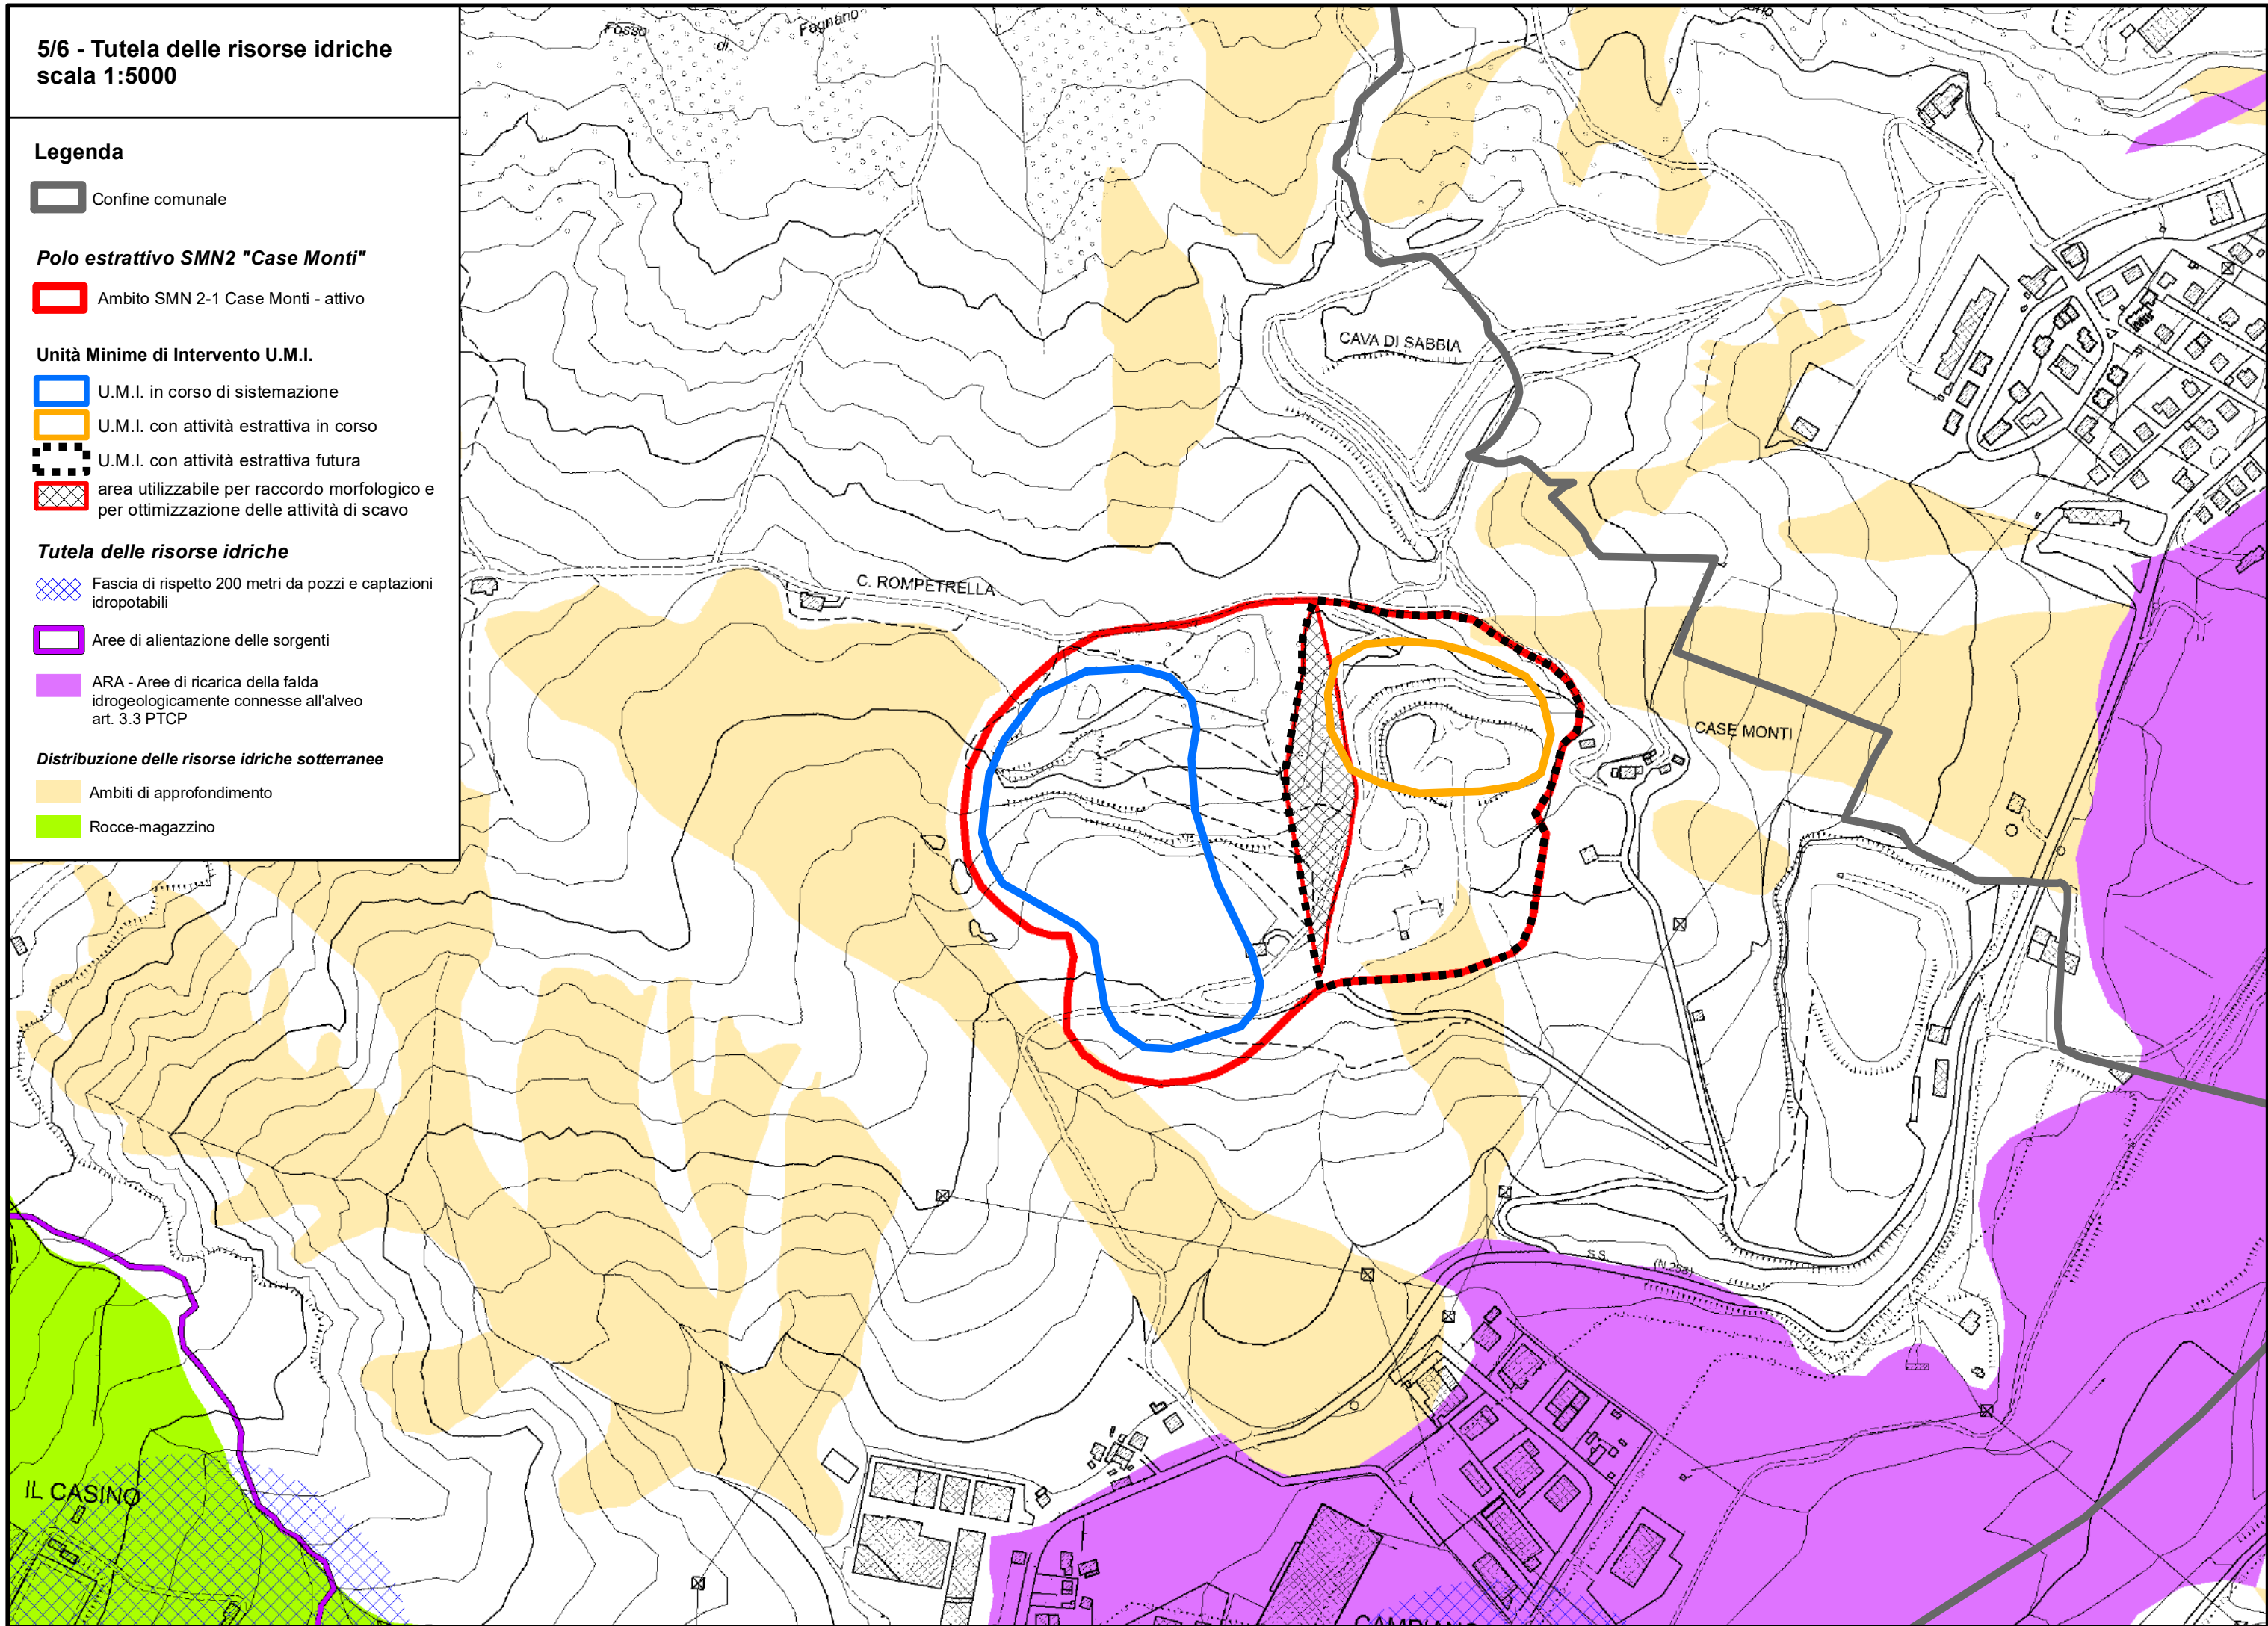 5/6 - Tutela delle risorse idriche
scala 1:5000
Legenda
Confine comunale
Polo estrattivo SMN2 "Case Monti"
Ambito SMN 2-1 Case Monti - attivo
Unità Minime di Intervento U.M.I.
U.M.I. in corso di sistemazione
U.M.I. con attività estrattiva in corso
U.M.I. con attività estrattiva futura
area utilizzabile per raccordo morfologico e
per ottimizzazione delle attività di scavo
Tutela delle risorse idriche
Fascia di rispetto 200 metri da pozzi e captazioni
idropotabili
Aree di alientazione delle sorgenti
ARA - Aree di ricarica della falda
idrogeologicamente connesse all'alveo
art. 3.3 PTCP
Distribuzione delle risorse idriche sotterranee
Ambiti di approfondimento
Rocce-magazzino
Fosso di Fagnano
CAVA DI SABBIA
C. ROMPETRELLA
CASE MONTI
S.S. (N.258)
IL CASINO
CAMPIANO